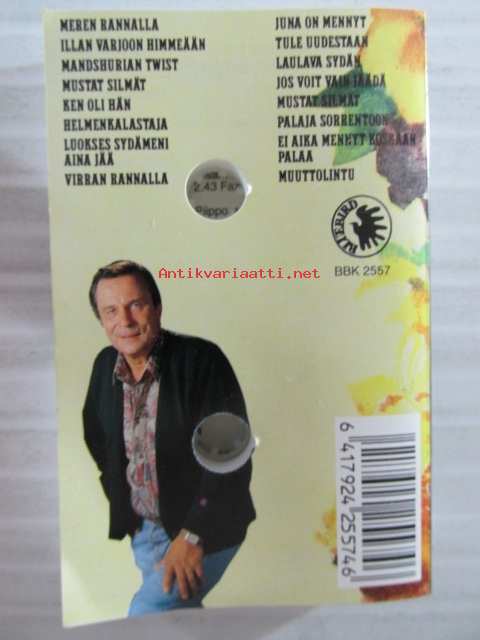 MEREN RANNALLA
ILLAN VARJOON HIMMEÄÄN
MANDSHURIAN TWIST
MUSTAT SILMÄT
KEN OLI HÄN
HELMENKALASTAJA
LUOKSES SYDÄMENI
AINA JÄÄ
VIRRAN RANNALLA
JUNA ON MENNYT
TULE UUDESTAAN
LAULAVA SYDÄN
JOS VOIT VAIN JÄÄDÄ
MUSTAT SILMÄT
PALAJA SORRENTOON
EI AIKA MENNYT KOSKAAN
PALAA
MUUTTOLINTU
2.43
BLUEBIRD
BBK 2557
Antikvariaatti.net
6 417924 255746